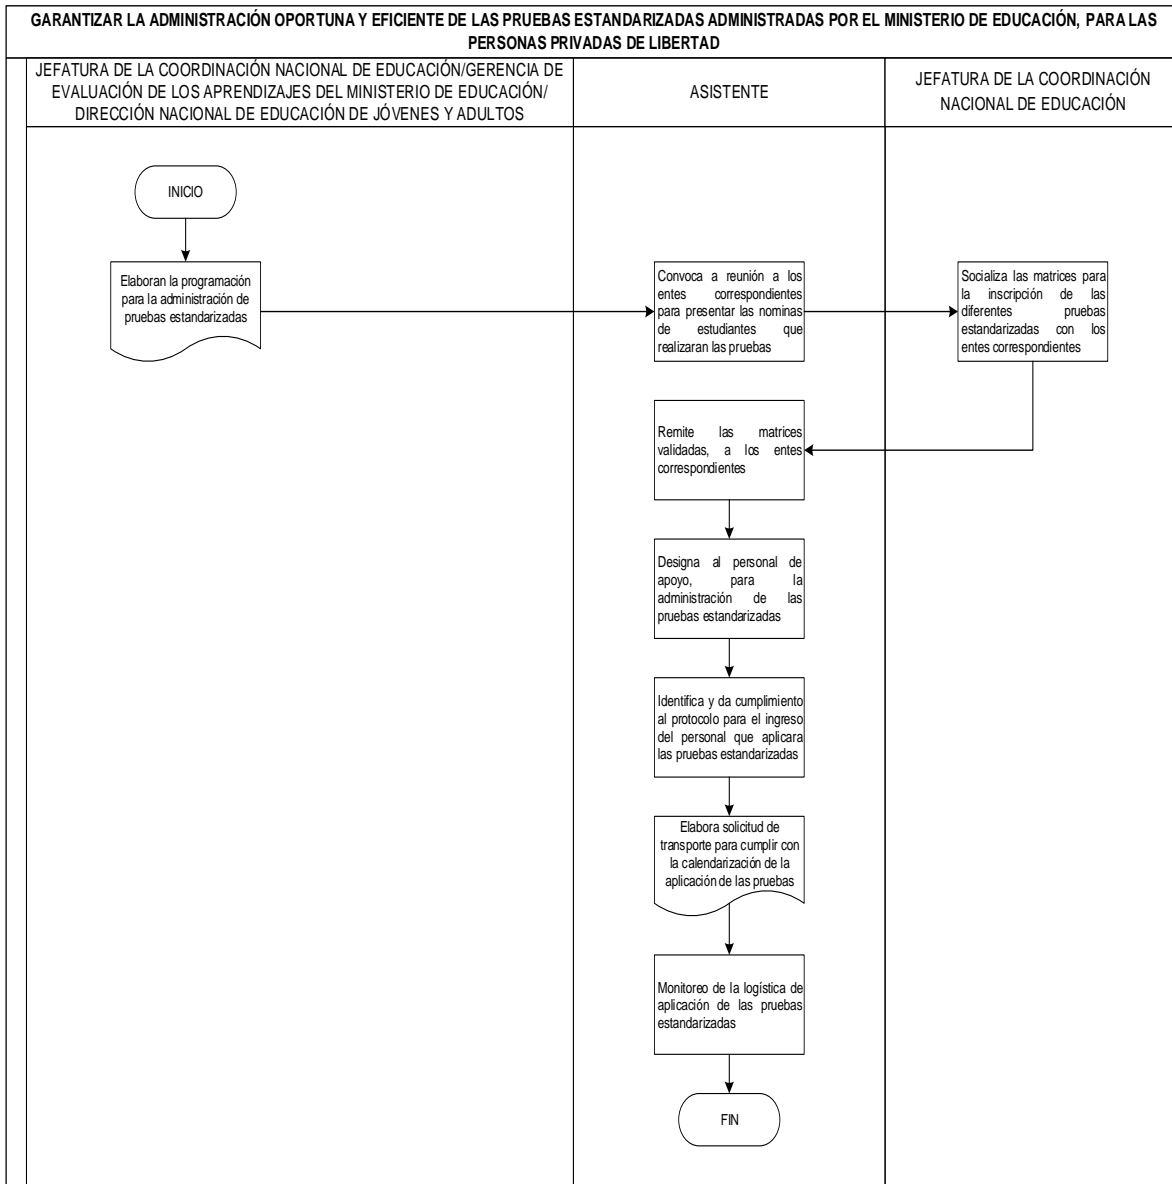 GARANTIZAR LA ADMINISTRACIÓN OPORTUNA Y EFICIENTE DE LAS PRUEBAS ESTANDARIZADAS ADMINISTRADAS POR EL MINISTERIO DE EDUCACIÓN, PARA LAS
PERSONAS PRIVADAS DE LIBERTAD
JEFATURA DE LA COORDINACIÓN NACIONAL DE EDUCACIÓN/GERENCIA DE
EVALUACIÓN DE LOS APRENDIZAJES DEL MINISTERIO DE EDUCACIÓN/
DIRECCIÓN NACIONAL DE EDUCACIÓN DE JÓVENES Y ADULTOS
ASISTENTE
JEFATURA DE LA COORDINACIÓN
NACIONAL DE EDUCACIÓN
INICIO
Elaboran la programación
para la administración de
pruebas estandarizadas
Convoca a reunión a los
entes correspondientes
para presentar las nominas
de estudiantes que
realizaran las pruebas
Socializa las matrices para
la inscripción de las
diferentes pruebas
estandarizadas con los
entes correspondientes
Remite las matrices
validadas, a los entes
correspondientes
Designa al personal de
apoyo, para la
administración de las
pruebas estandarizadas
Identifica y da cumplimiento
al protocolo para el ingreso
del personal que aplicara
las pruebas estandarizadas
Elabora solicitud de
transporte para cumplir con
la calendarización de la
aplicación de las pruebas
Monitoreo de la logística de
aplicación de las pruebas
estandarizadas
FIN